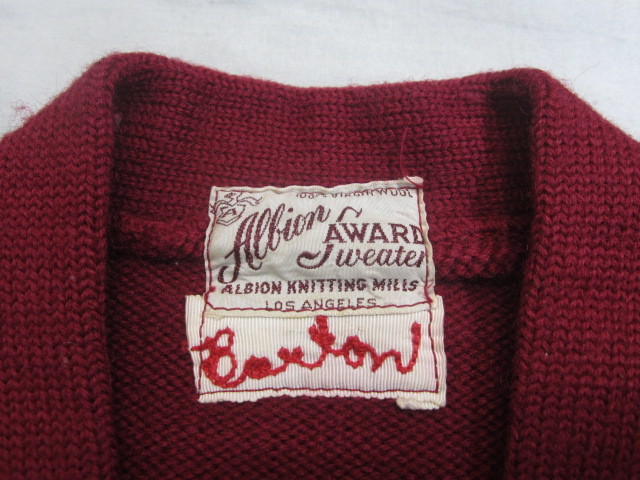 100% VIRGIN WOOL
Albion AWARD
Sweater
ALBION KNITTING MILLS
LOS ANGELES